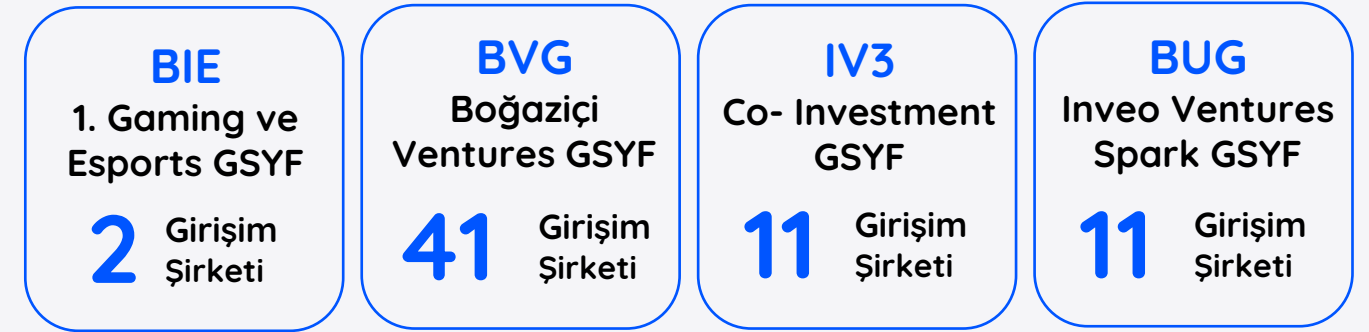 BIE
1. Gaming ve
Esports GSYF
2
Girişim
Şirketi
BVG
Boğaziçi
Ventures GSYF
41
Girişim
Şirketi
IV3
Co- Investment
GSYF
11
Girişim
Şirketi
BUG
Inveo Ventures
Spark GSYF
11
Girişim
Şirketi